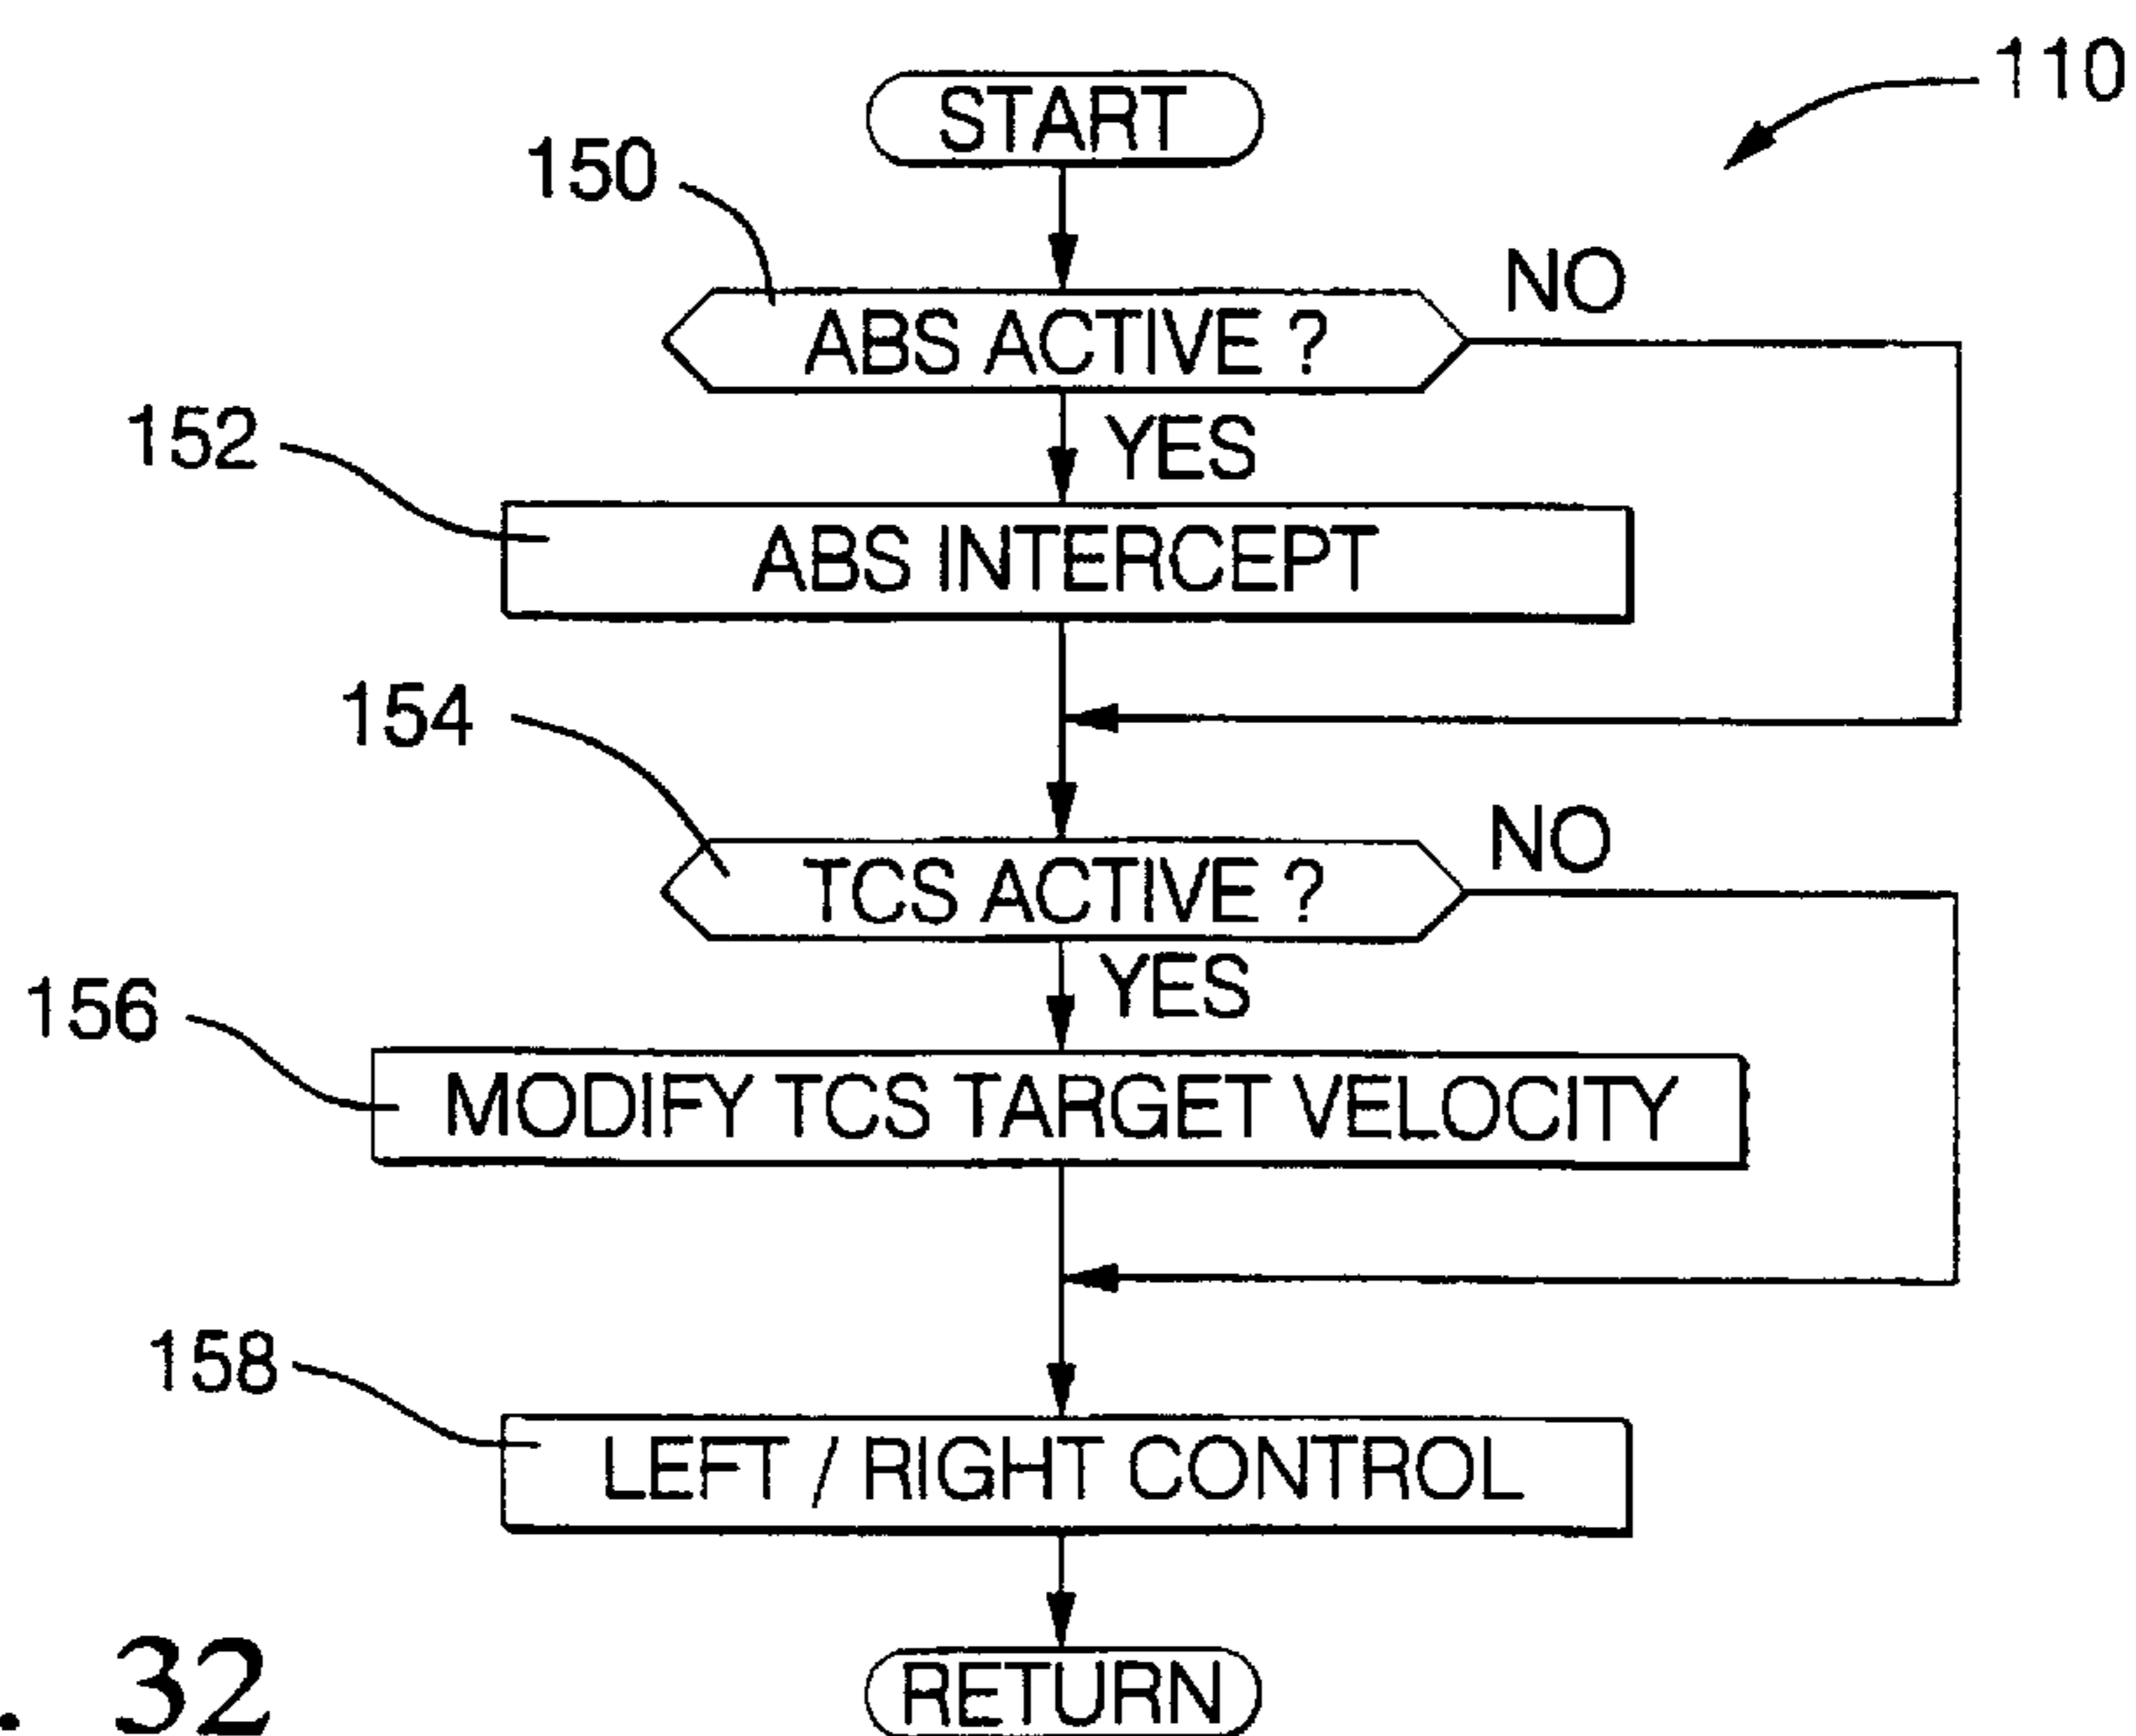 110
START
150
ABS ACTIVE ?
NO
YES
152
ABS INTERCEPT
154
TCS ACTIVE ?
NO
YES
156
MODIFY TCS TARGET VELOCITY
158
LEFT / RIGHT CONTROL
RETURN
. 32